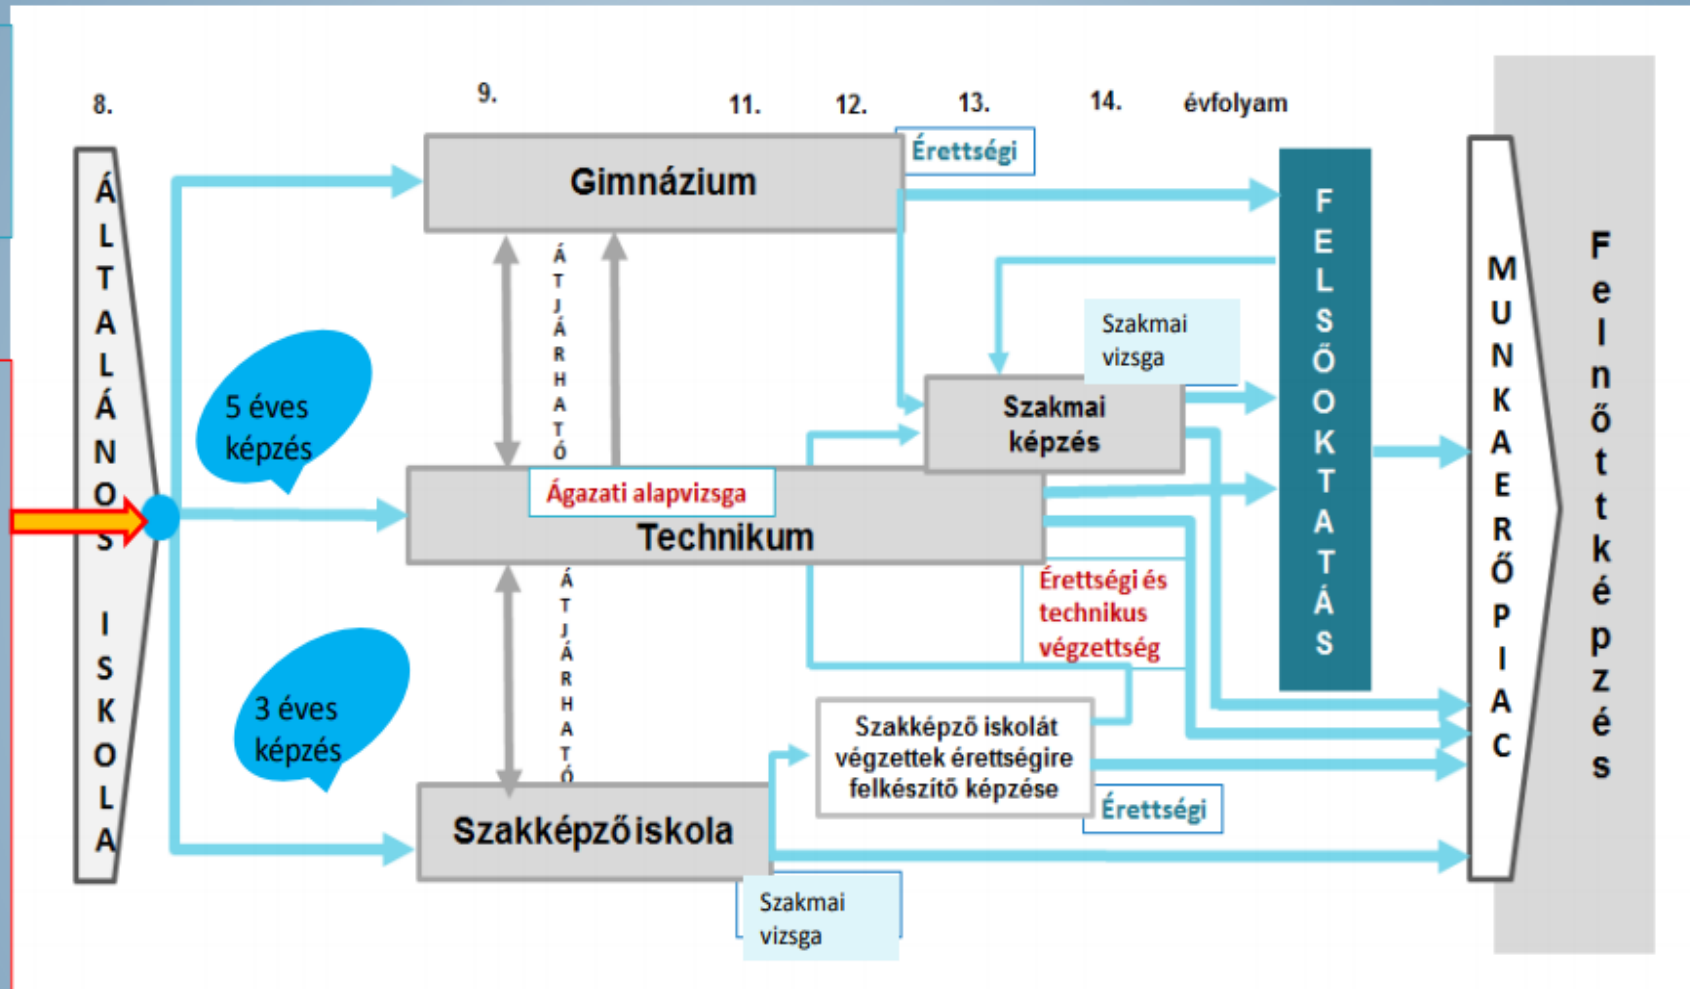 8.
9.
11.
12.
13.
14.
évfolyam
ÁLTALÁNOS ISKOLA
Gimnázium
Érettségi
ÁTJÁRHATÓ
5 éves
képzés
Szakmai
vizsga
Szakmai
képzés
Ágazati alapvizsga
Technikum
Érettségi és
technikus
végzettség
ÁTJÁRHATÓ
3 éves
képzés
Szakképző iskolát
végzettek érettségire
felkészítő képzése
Érettségi
Szakképző iskola
Szakmai
vizsga
FELSŐOKTATÁS
MUNKAERŐPIAC
Felnőttképzés